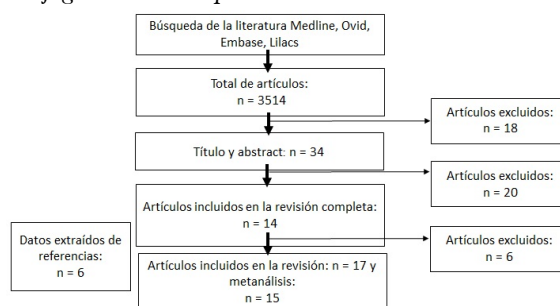 Búsqueda de la literatura Medline, Ovid,
Embase, Lilacs
Total de artículos:
n = 3514
Artículos excluidos:
n = 18
Título y abstract: n = 34
Artículos excluidos:
n = 20
Artículos incluidos en la revisión completa:
n = 14
Datos extraídos de
referencias:
n = 6
Artículos excluidos:
n = 6
Artículos incluidos en la revisión: n = 17 y
metanálisis:
n = 15